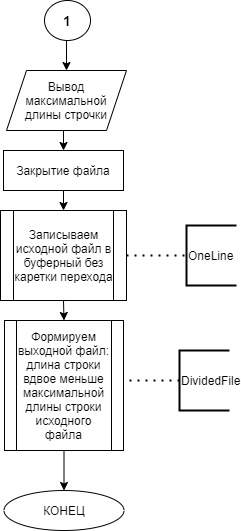 1
Вывод
максимальной
длины строчки
Закрытие файла
Записываем
исходной файл в
буферный без
каретки перехода
OneLine
Формируем
выходной файл:
длина строки
вдвое меньше
максимальной
длины строки
исходного
файла
DividedFile
КОНЕЦ